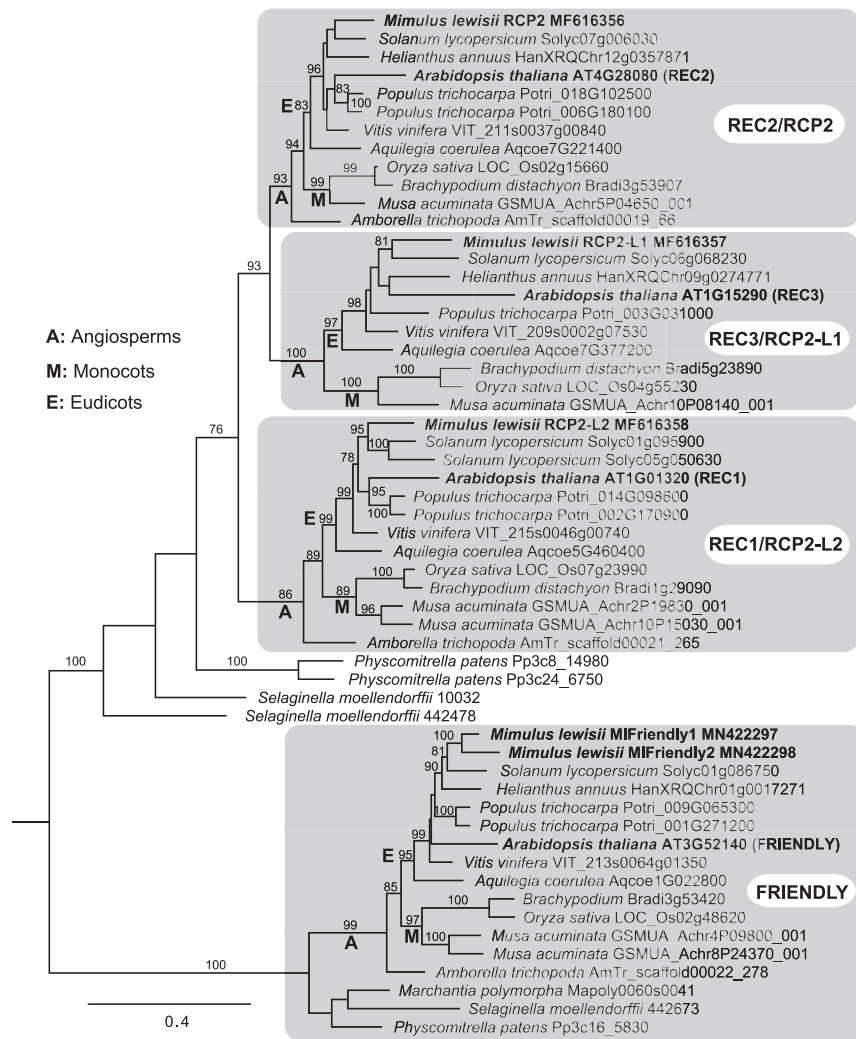 Mimulus lewisii RCP2 MF616356
Solanum lycopersicum Solyc07g006030
Helianthus annuus HanXRQChr12g0357871
96
Arabidopsis thaliana AT4G28080 (REC2)
83
Populus trichocarpa Potri_018G102500
E 83
100
Populus trichocarpa Potri_006G180100
REC2/RCP2
Vitis vinifera VIT_211s0037g00840
94
Aquilegia coerulea Aqcoe7G221400
99
Oryza sativa LOC_Os02g15660
93
99
Brachypodium distachyon Bradi3g53907
A
M
Musa acuminata GSMUA_Achr5P04650_001
Amborella trichopoda AmTr_scaffold00019_66
81
Mimulus lewisii RCP2-L1 MF616357
Solanum lycopersicum Solyc06g068230
93
Helianthus annuus HanXRQChr09g0274771
98
Arabidopsis thaliana AT1G15290 (REC3)
97
Populus trichocarpa Potri_003G031000
A: Angiosperms
E
Vitis vinifera VIT_209s0002g07530
REC3/RCP2-L1
100
Aquilegia coerulea Aqcoe7G377200
M: Monocots
A
100
Brachypodium distachyon Bradi5g23890
100
Oryza sativa LOC_Os04g55230
E: Eudicots
M
Musa acuminata GSMUA_Achr10P08140_001
Mimulus lewisii RCP2-L2 MF616358
76
95
100
Solanum lycopersicum Solyc01g095900
78
Solanum lycopersicum Solyc05g050630
Arabidopsis thaliana AT1G01320 (REC1)
99
95
Populus trichocarpa Potri_014G098600
E 99
100
Populus trichocarpa Potri_002G170900
Vitis vinifera VIT_215s0046g00740
REC1/RCP2-L2
89
Aquilegia coerulea Aqcoe5G460400
100
Oryza sativa LOC_Os07g23990
86
89
Brachypodium distachyon Bradi1g29090
A
M
96
Musa acuminata GSMUA_Achr2P19830_001
Musa acuminata GSMUA_Achr10P15030_001
Amborella trichopoda AmTr_scaffold00021_265
100
100
Physcomitrella patens Pp3c8_14980
Physcomitrella patens Pp3c24_6750
Selaginella moellendorffii 10032
Selaginella moellendorffii 442478
100
Mimulus lewisii MlFriendly1 MN422297
81
Mimulus lewisii MlFriendly2 MN422298
90
Solanum lycopersicum Solyc01g086750
Helianthus annuus HanXRQChr01g0017271
100
Populus trichocarpa Potri_009G065300
Populus trichocarpa Potri_001G271200
99
Arabidopsis thaliana AT3G52140 (FRIENDLY)
E 95
Vitis vinifera VIT_213s0064g01350
85
Aquilegia coerulea Aqcoe1G022800
FRIENDLY
100
Brachypodium distachyon Bradi3g53420
99
97
Oryza sativa LOC_Os02g48620
A
M
100
Musa acuminata GSMUA_Achr4P09800_001
Musa acuminata GSMUA_Achr8P24370_001
100
Amborella trichopoda AmTr_scaffold00022_278
Marchantia polymorpha Mapoly0060s0041
Selaginella moellendorffii 442673
0.4
Physcomitrella patens Pp3c16_5830